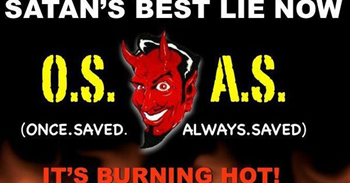 SATAN'S BEST LIE NOW
O.S. A.S.
(ONCE.SAVED. ALWAYS.SAVED)
IT'S BURNING HOT!